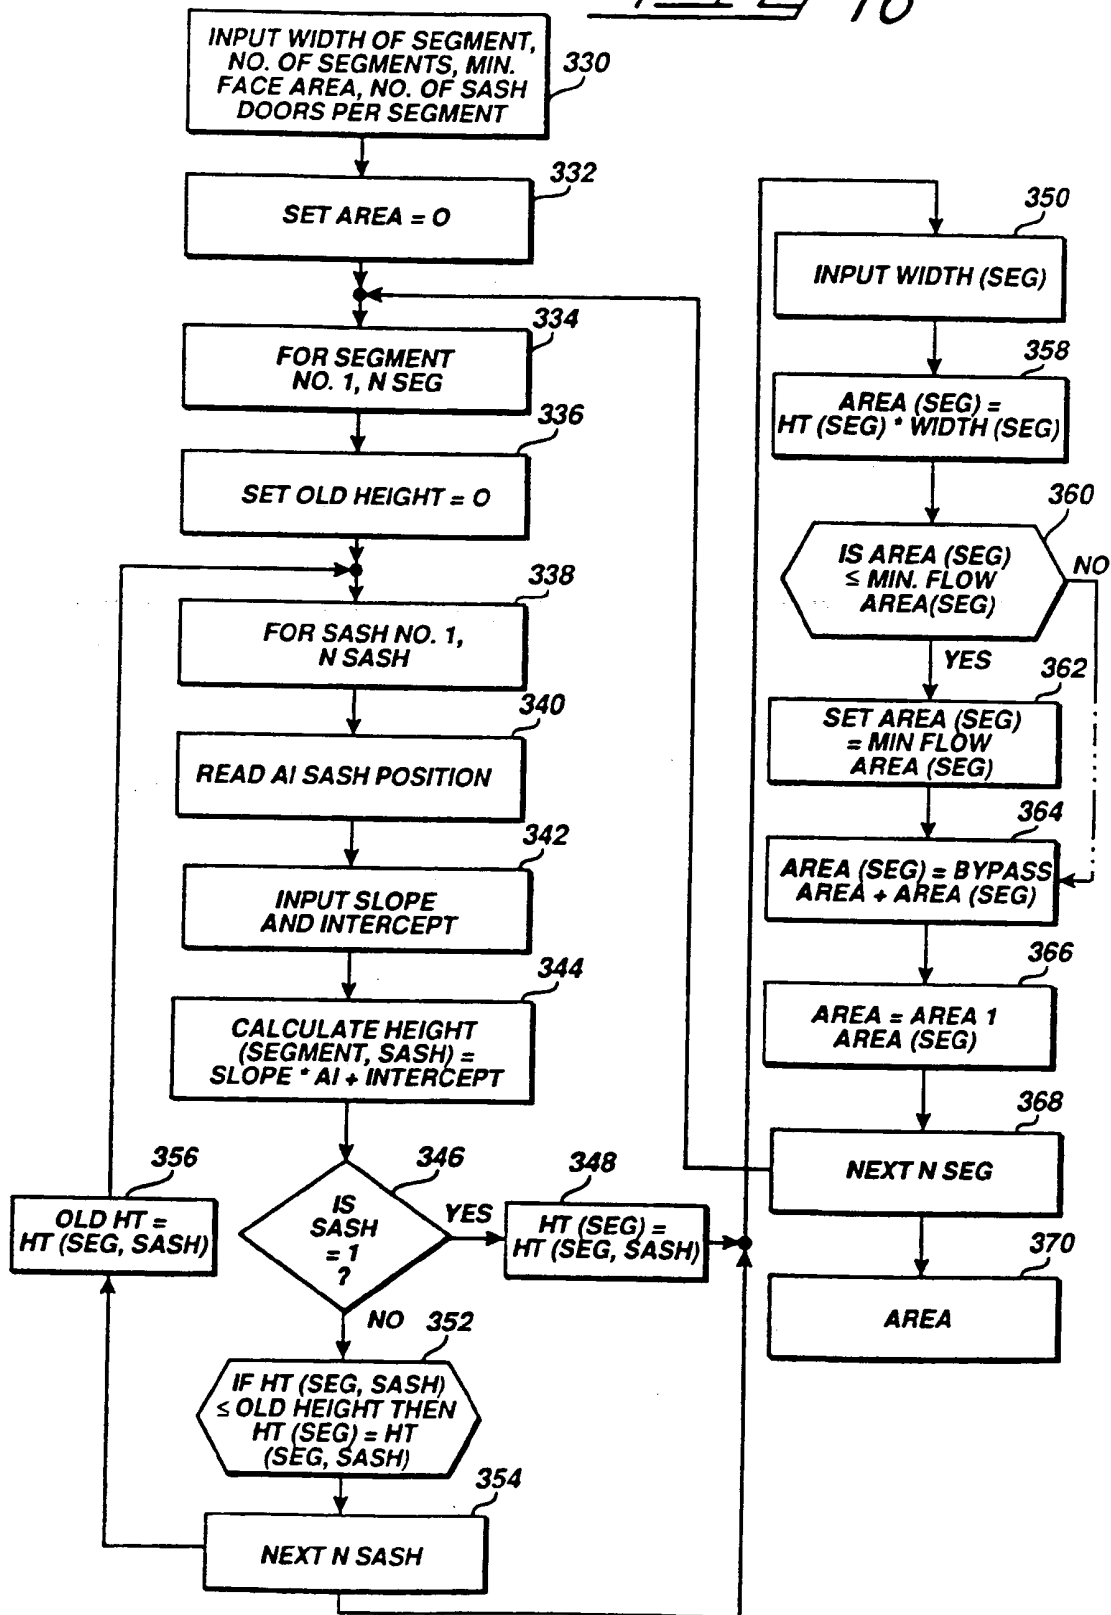 10
INPUT WIDTH OF SEGMENT,
NO. OF SEGMENTS, MIN.
FACE AREA, NO. OF SASH
DOORS PER SEGMENT
330
SET AREA = O
332
FOR SEGMENT
NO. 1, N SEG
334
SET OLD HEIGHT = O
336
FOR SASH NO. 1,
N SASH
338
READ AI SASH POSITION
340
INPUT SLOPE
AND INTERCEPT
342
CALCULATE HEIGHT
(SEGMENT, SASH) =
SLOPE * AI + INTERCEPT
344
IS
SASH
= 1
?
346
YES
NO
HT (SEG) =
HT (SEG, SASH)
348
IF HT (SEG, SASH)
≤ OLD HEIGHT THEN
HT (SEG) = HT
(SEG, SASH)
352
NEXT N SASH
354
OLD HT =
HT (SEG, SASH)
356
INPUT WIDTH (SEG)
350
AREA (SEG) =
HT (SEG) * WIDTH (SEG)
358
IS AREA (SEG)
≤ MIN. FLOW
AREA(SEG)
360
NO
YES
SET AREA (SEG)
= MIN FLOW
AREA (SEG)
362
AREA (SEG) = BYPASS
AREA + AREA (SEG)
364
AREA = AREA 1
AREA (SEG)
366
NEXT N SEG
368
AREA
370